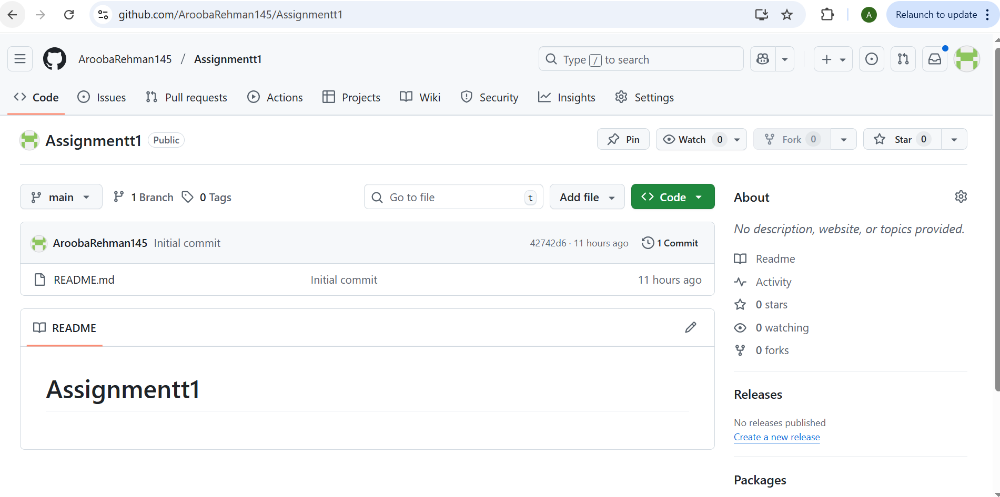 github.com/AroobaRehman145/Assignmentt1
A
Relaunch to update
AroobaRehman145 / Assignmentt1
Type / to search
Code Issues Pull requests Actions Projects Wiki Security Insights Settings
Assignmentt1 Public
Pin Watch 0 Fork 0 Star 0
main 1 Branch 0 Tags Go to file t Add file Code
AroobaRehman145 Initial commit 42742d6 · 11 hours ago 1 Commit
README.md Initial commit 11 hours ago
README
Assignmentt1
About
No description, website, or topics provided.
Readme
Activity
0 stars
0 watching
0 forks
Releases
No releases published
Create a new release
Packages